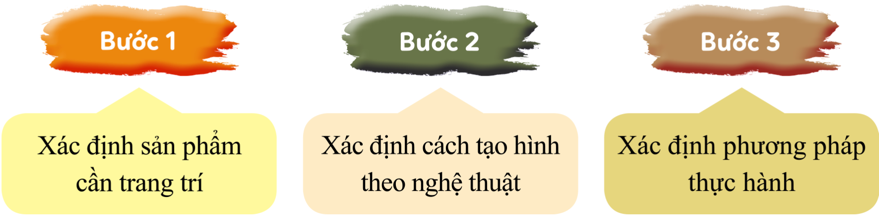 Bước 1
Xác định sản phẩm
cần trang trí
Bước 2
Xác định cách tạo hình
theo nghệ thuật
Bước 3
Xác định phương pháp
thực hành